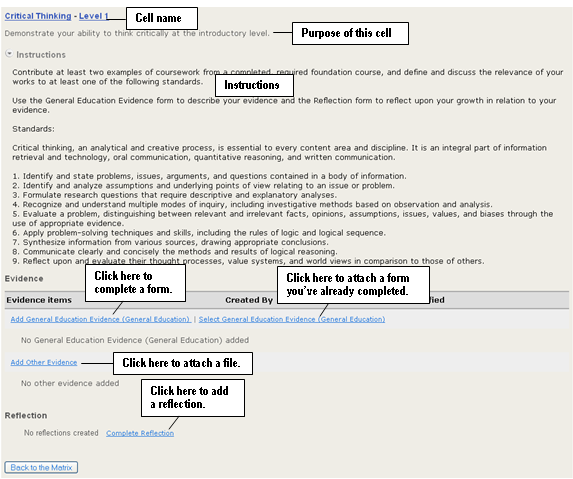 Critical Thinking - Level 1
Cell name
Demonstrate your ability to think critically at the introductory level.
Purpose of this cell
Instructions
Contribute at least two examples of coursework from a completed, required foundation course, and define and discuss the relevance of your
works to at least one of the following standards.
Instructions
Use the General Education Evidence form to describe your evidence and the Reflection form to reflect upon your growth in relation to your
evidence.
Standards:
Critical thinking, an analytical and creative process, is essential to every content area and discipline. It is an integral part of information
retrieval and technology, oral communication, quantitative reasoning, and written communication.
1. Identify and state problems, issues, arguments, and questions contained in a body of information.
2. Identify and analyze assumptions and underlying points of view relating to an issue or problem.
3. Formulate research questions that require descriptive and explanatory analyses.
4. Recognize and understand multiple modes of inquiry, including investigative methods based on observation and analysis.
5. Evaluate a problem, distinguishing between relevant and irrelevant facts, opinions, assumptions, issues, values, and biases through the
use of appropriate evidence.
6. Apply problem-solving techniques and skills, including the rules of logic and logical sequence.
7. Synthesize information from various sources, drawing appropriate conclusions.
8. Communicate clearly and concisely the methods and results of logical reasoning.
9. Reflect upon and evaluate their thought processes, value systems, and world views in comparison to those of others.
Evidence
Click here to
complete a form.
Click here to attach a form
you've already completed.
Evidence items Created By fied
Add General Education Evidence (General Education) | Select General Education Evidence (General Education)
No General Education Evidence (General Education) added
Add Other Evidence
Click here to attach a file.
No other evidence added
Click here to add
a reflection.
Reflection
No reflections created Complete Reflection
Back to the Matrix